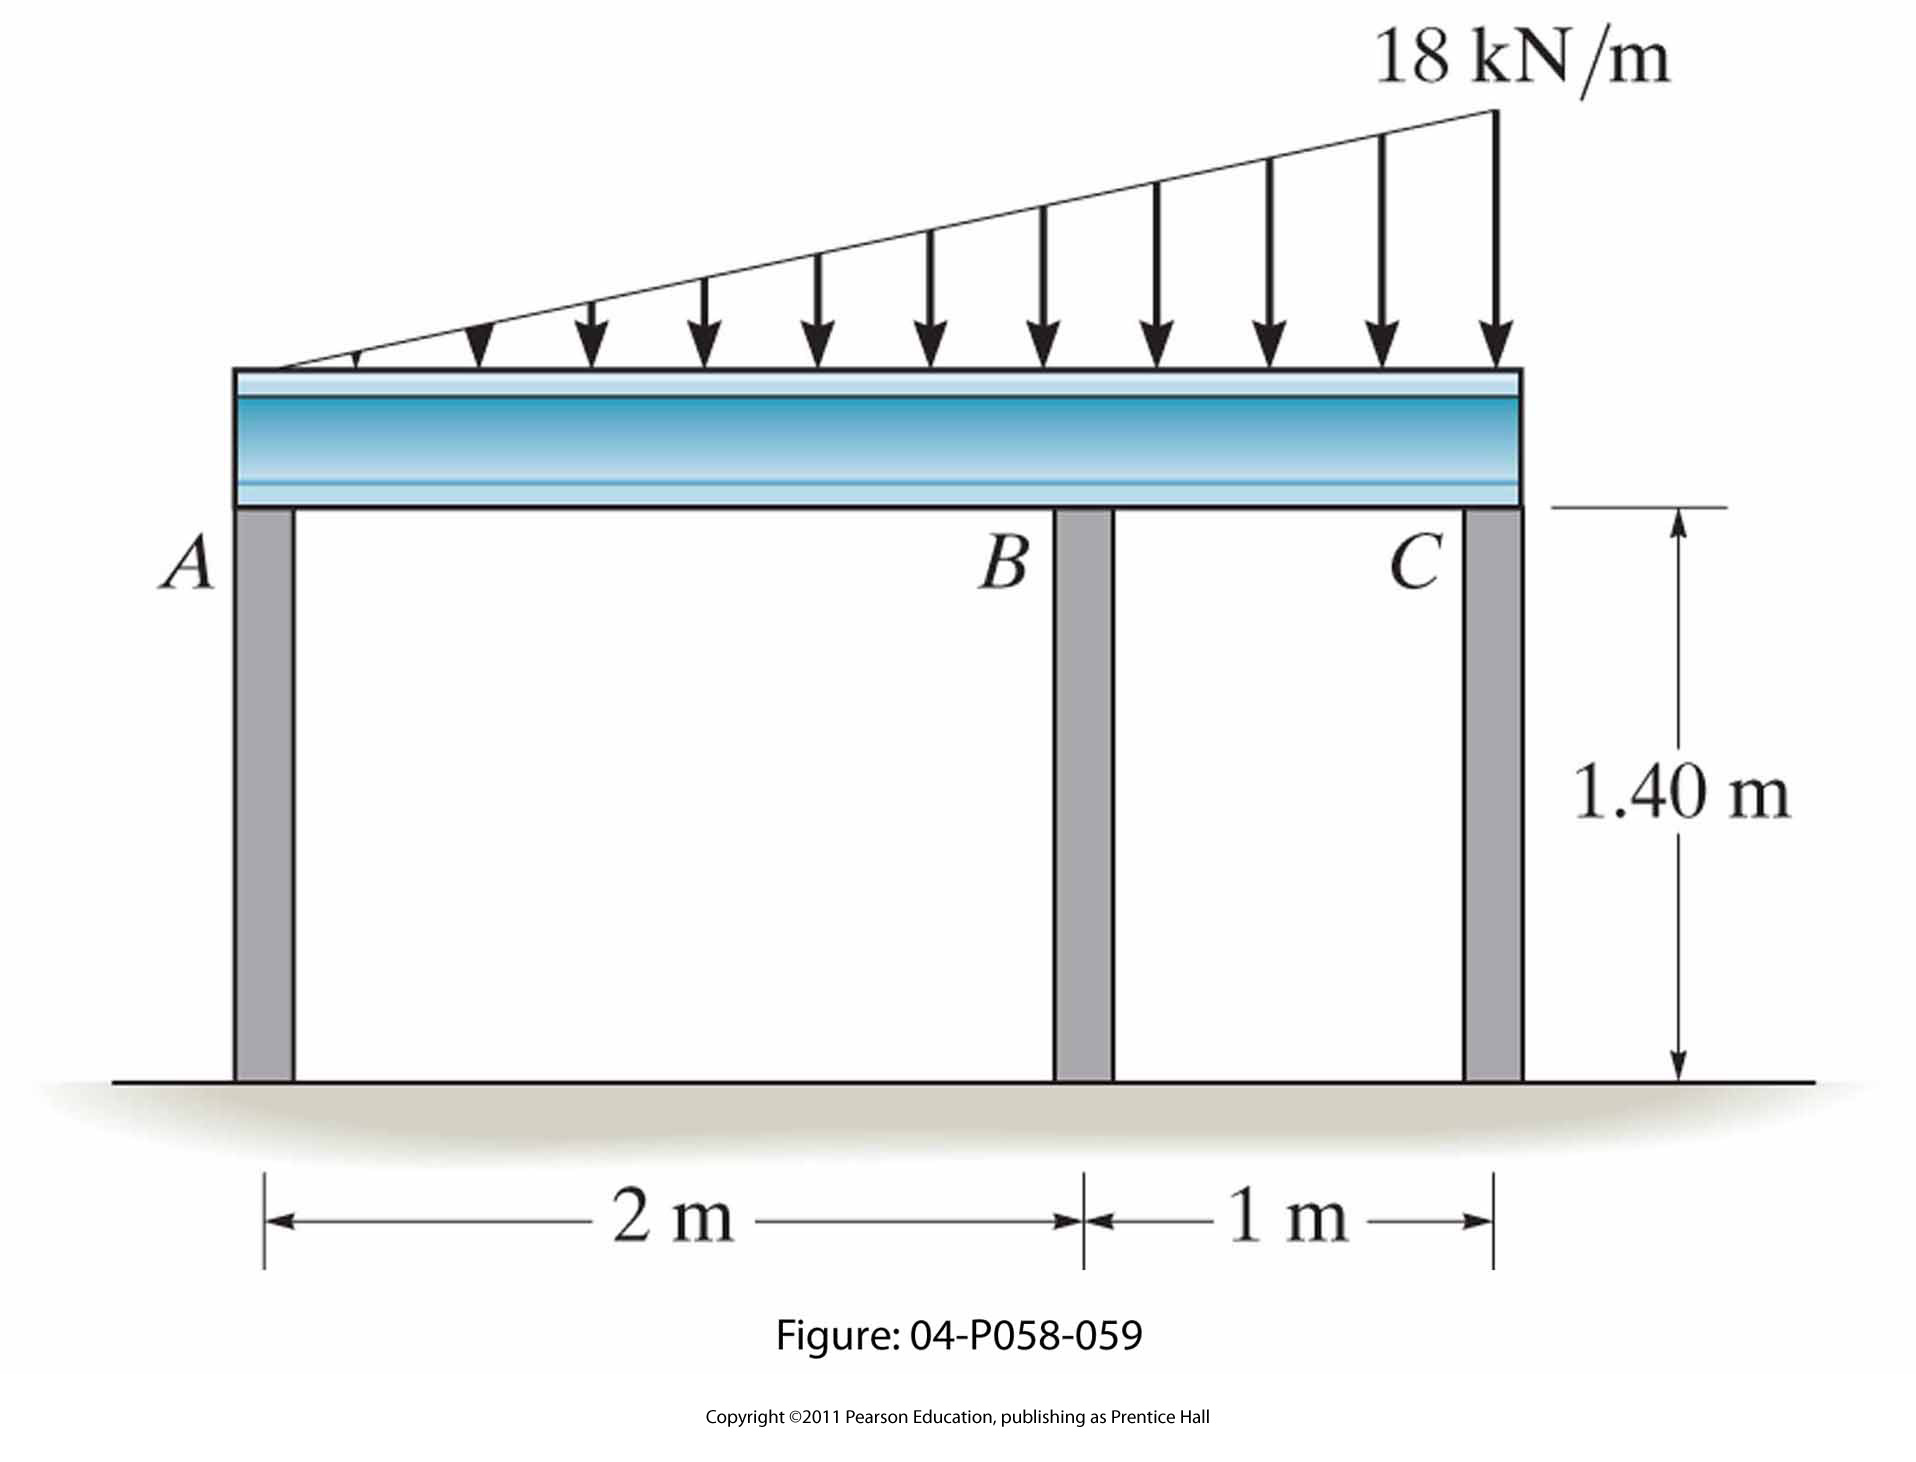 18 kN/m
A
B
C
1.40 m
2 m
1 m
Figure: 04-P058-059
Copyright ©2011 Pearson Education, publishing as Prentice Hall